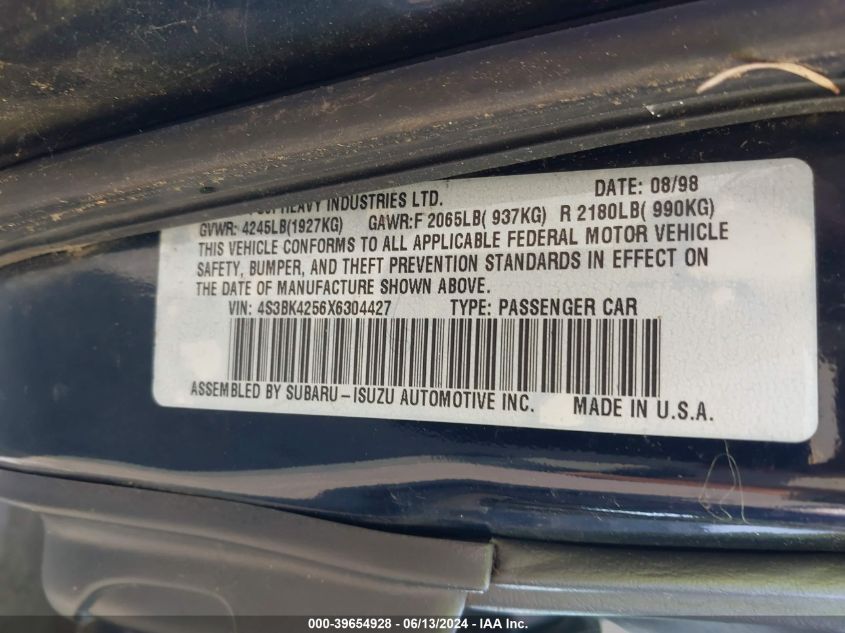 HEAVY INDUSTRIES LTD. DATE: 08/98
GVWR: 4245LB(1927KG) GAWR:F 2065LB( 937KG) R 2180LB( 990KG)
THIS VEHICLE CONFORMS TO ALL APPLICABLE FEDERAL MOTOR VEHICLE
SAFETY, BUMPER, AND THEFT PREVENTION STANDARDS IN EFFECT ON
THE DATE OF MANUFACTURE SHOWN ABOVE.
VIN: 4S3BK4256X6304427 TYPE: PASSENGER CAR
ASSEMBLED BY SUBARU-ISUZU AUTOMOTIVE INC. MADE IN U.S.A.
000-39654928 - 06/13/2024 - IAA Inc.